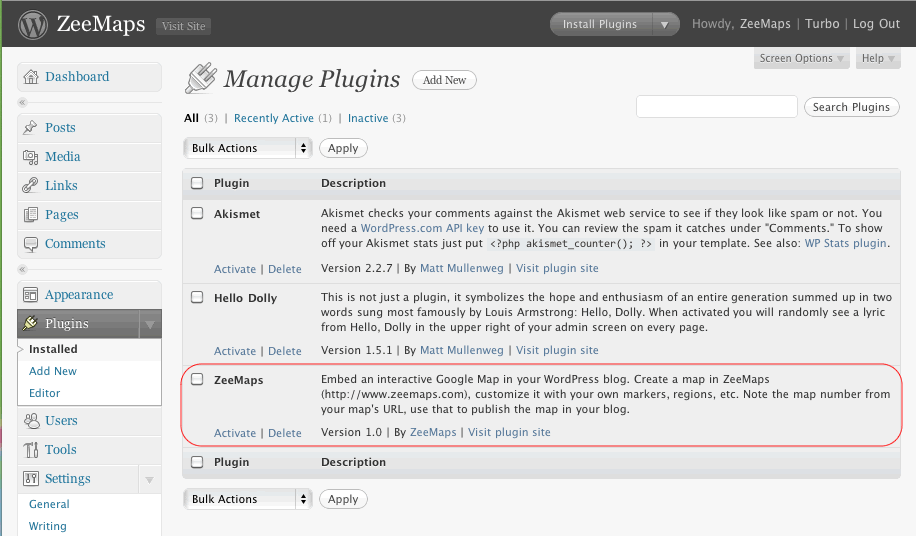 ZeeMaps Visit Site Install Plugins Howdy, ZeeMaps | Turbo | Log Out
Screen Options Help
Dashboard
Posts
Media
Links
Pages
Comments
Appearance
Plugins
Installed
Add New
Editor
Users
Tools
Settings
General
Writing
Manage Plugins Add New
Search Plugins
All (3) | Recently Active (1) | Inactive (3)
Bulk Actions Apply
Plugin Description
Akismet
Akismet checks your comments against the Akismet web service to see if they look like spam or not. You
need a WordPress.com API key to use it. You can review the spam it catches under "Comments." To show
off your Akismet stats just put <?php akismet_counter(); ?> in your template. See also: WP Stats plugin.
Activate | Delete Version 2.2.7 | By Matt Mullenweg | Visit plugin site
Hello Dolly
This is not just a plugin, it symbolizes the hope and enthusiasm of an entire generation summed up in two
words sung most famously by Louis Armstrong: Hello, Dolly. When activated you will randomly see a lyric
from Hello, Dolly in the upper right of your admin screen on every page.
Activate | Delete Version 1.5.1 | By Matt Mullenweg | Visit plugin site
ZeeMaps
Embed an interactive Google Map in your WordPress blog. Create a map in ZeeMaps
(http://www.zeemaps.com), customize it with your own markers, regions, etc. Note the map number from
your map's URL, use that to publish the map in your blog.
Activate | Delete Version 1.0 | By ZeeMaps | Visit plugin site
Plugin Description
Bulk Actions Apply